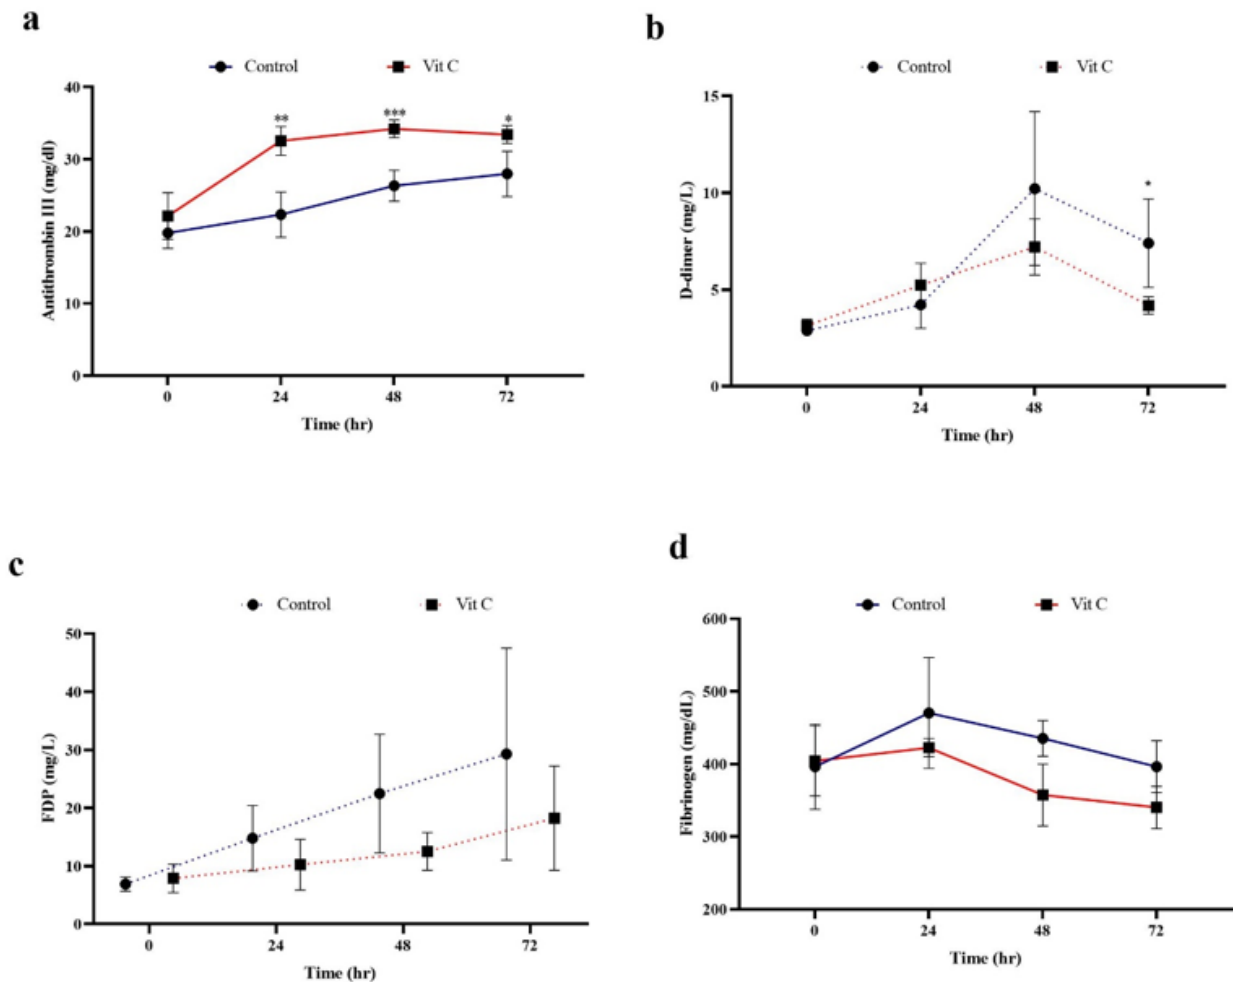 a
Control Vit C
Antithrombin III (mg/dl)
40
30
20
10
0
** *** *
0 24 48 72
Time (hr)
b
Control Vit C
D-dimer (mg/L)
15
10
5
0
*
0 24 48 72
Time (hr)
c
Control Vit C
FDP (mg/L)
50
40
30
20
10
0
0 24 48 72
Time (hr)
d
Control Vit C
Fibrinogen (mg/dL)
600
500
400
300
200
0 24 48 72
Time (hr)